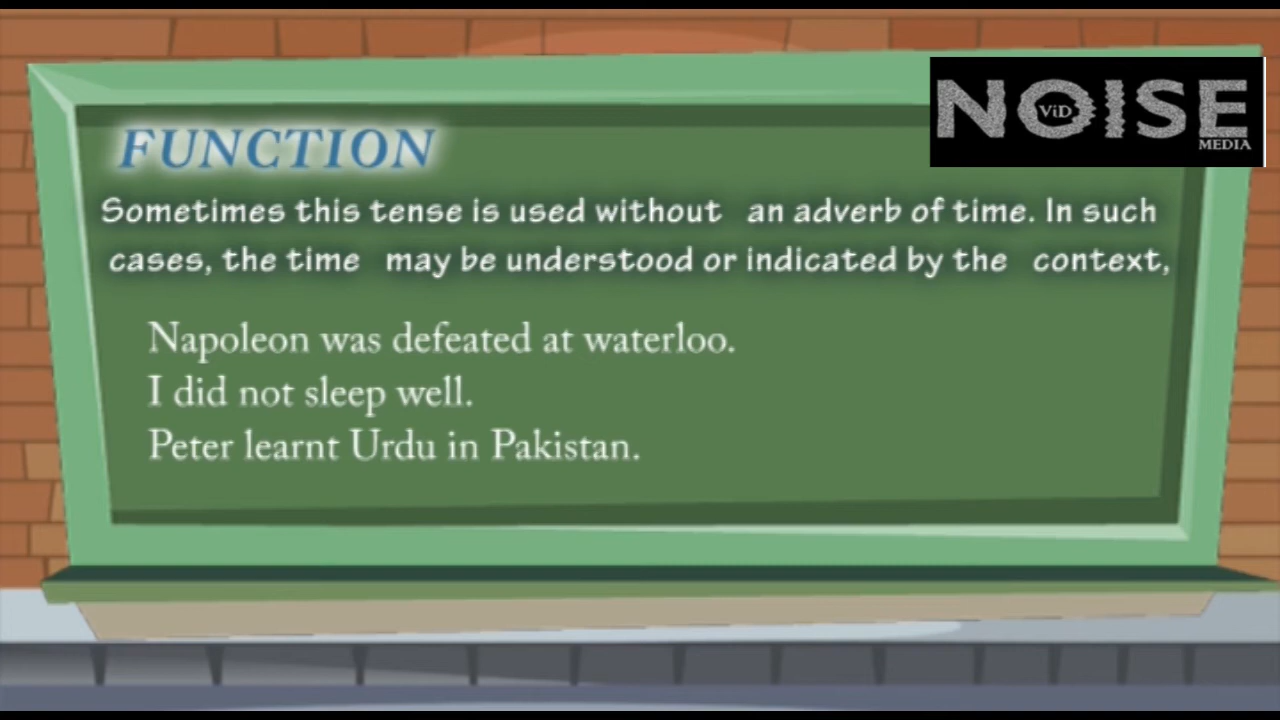 NOISE
ViD
MEDIA
FUNCTION
Sometimes this tense is used without an adverb of time. In such
cases, the time may be understood or indicated by the context,
Napoleon was defeated at waterloo.
I did not sleep well.
Peter learnt Urdu in Pakistan.